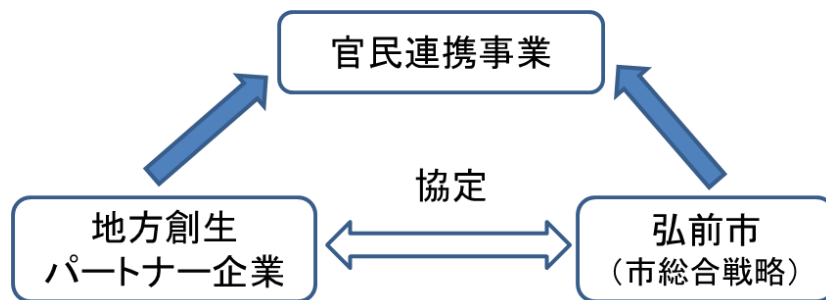 官民連携事業
協定
地方創生
パートナー企業
弘前市
（市総合戦略）